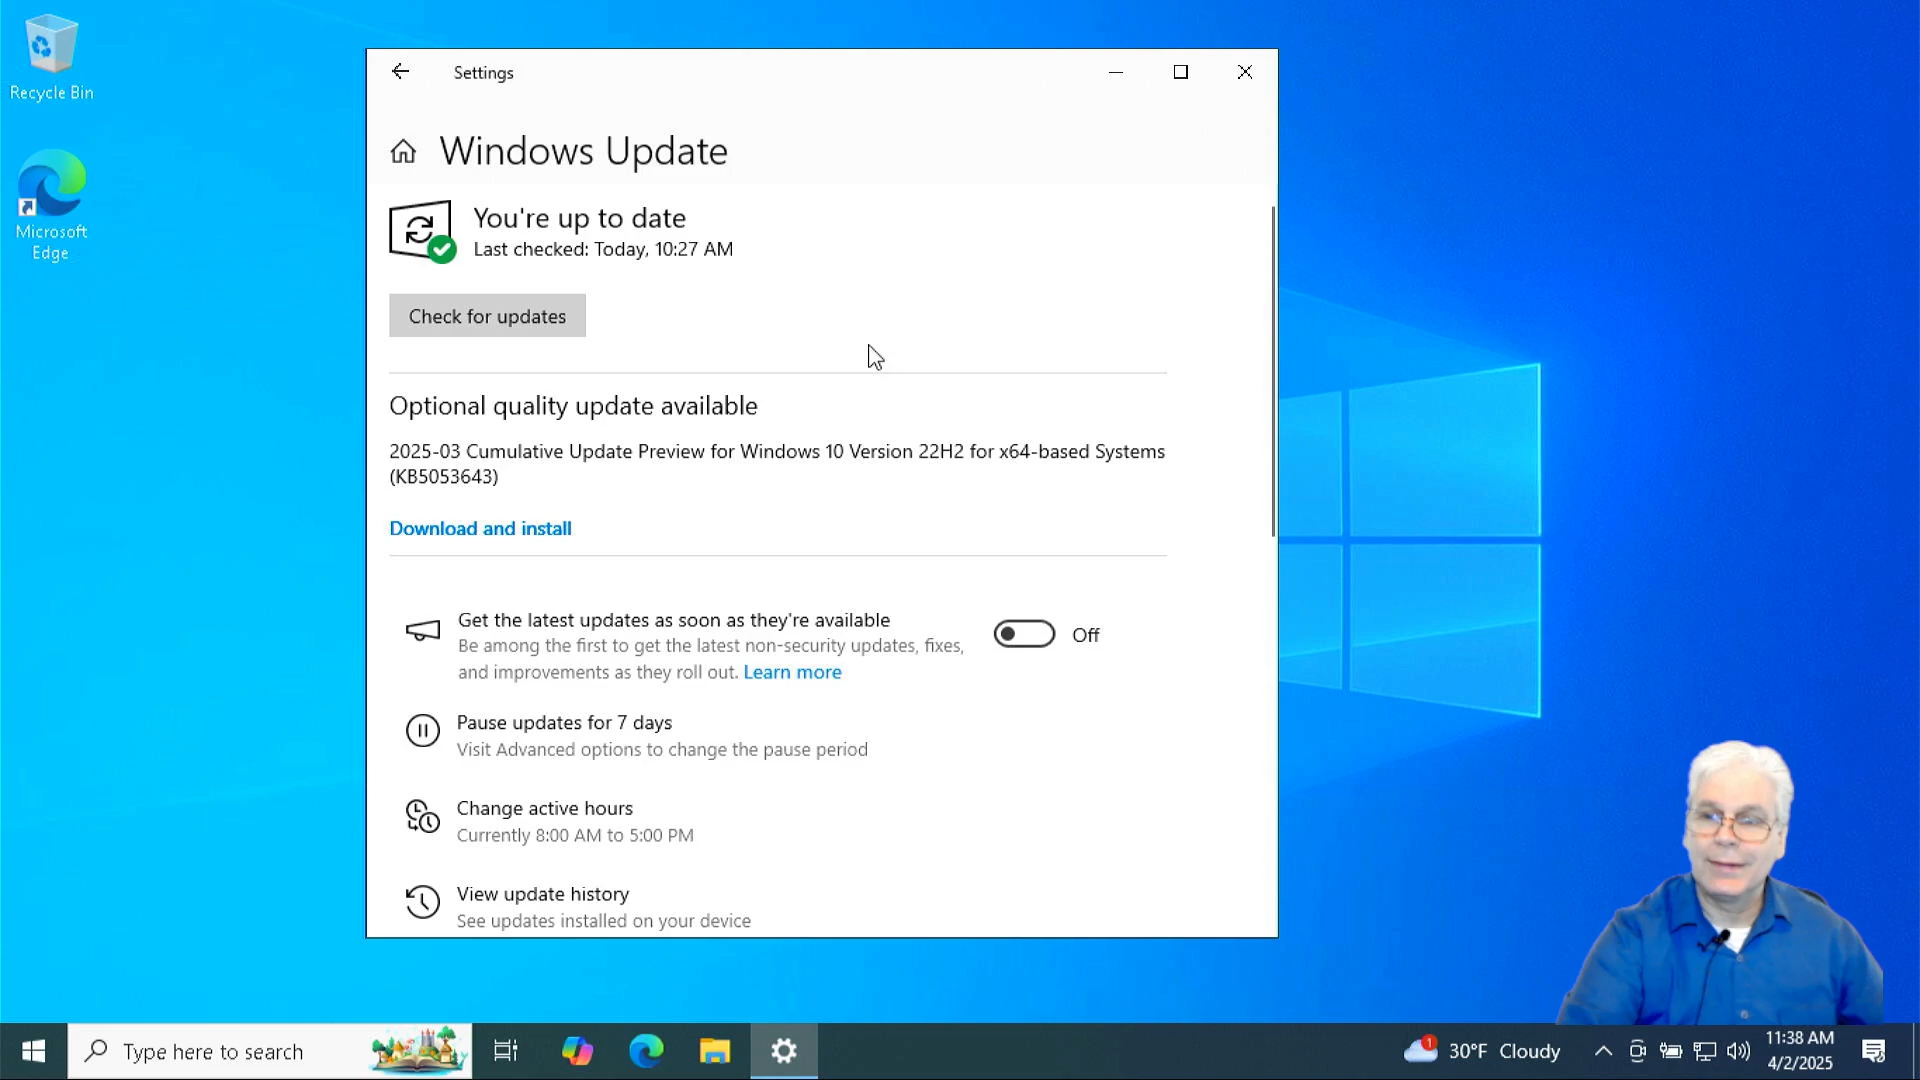 Recycle Bin
Microsoft
Edge
Settings
Windows Update
You're up to date
Last checked: Today, 10:27 AM
Check for updates
Optional quality update available
2025-03 Cumulative Update Preview for Windows 10 Version 22H2 for x64-based Systems
(KB5053643)
Download and install
Get the latest updates as soon as they're available
Be among the first to get the latest non-security updates, fixes,
and improvements as they roll out. Learn more
Off
Pause updates for 7 days
Visit Advanced options to change the pause period
Change active hours
Currently 8:00 AM to 5:00 PM
View update history
See updates installed on your device
Type here to search
1
30°F Cloudy
11:38 AM
4/2/2025